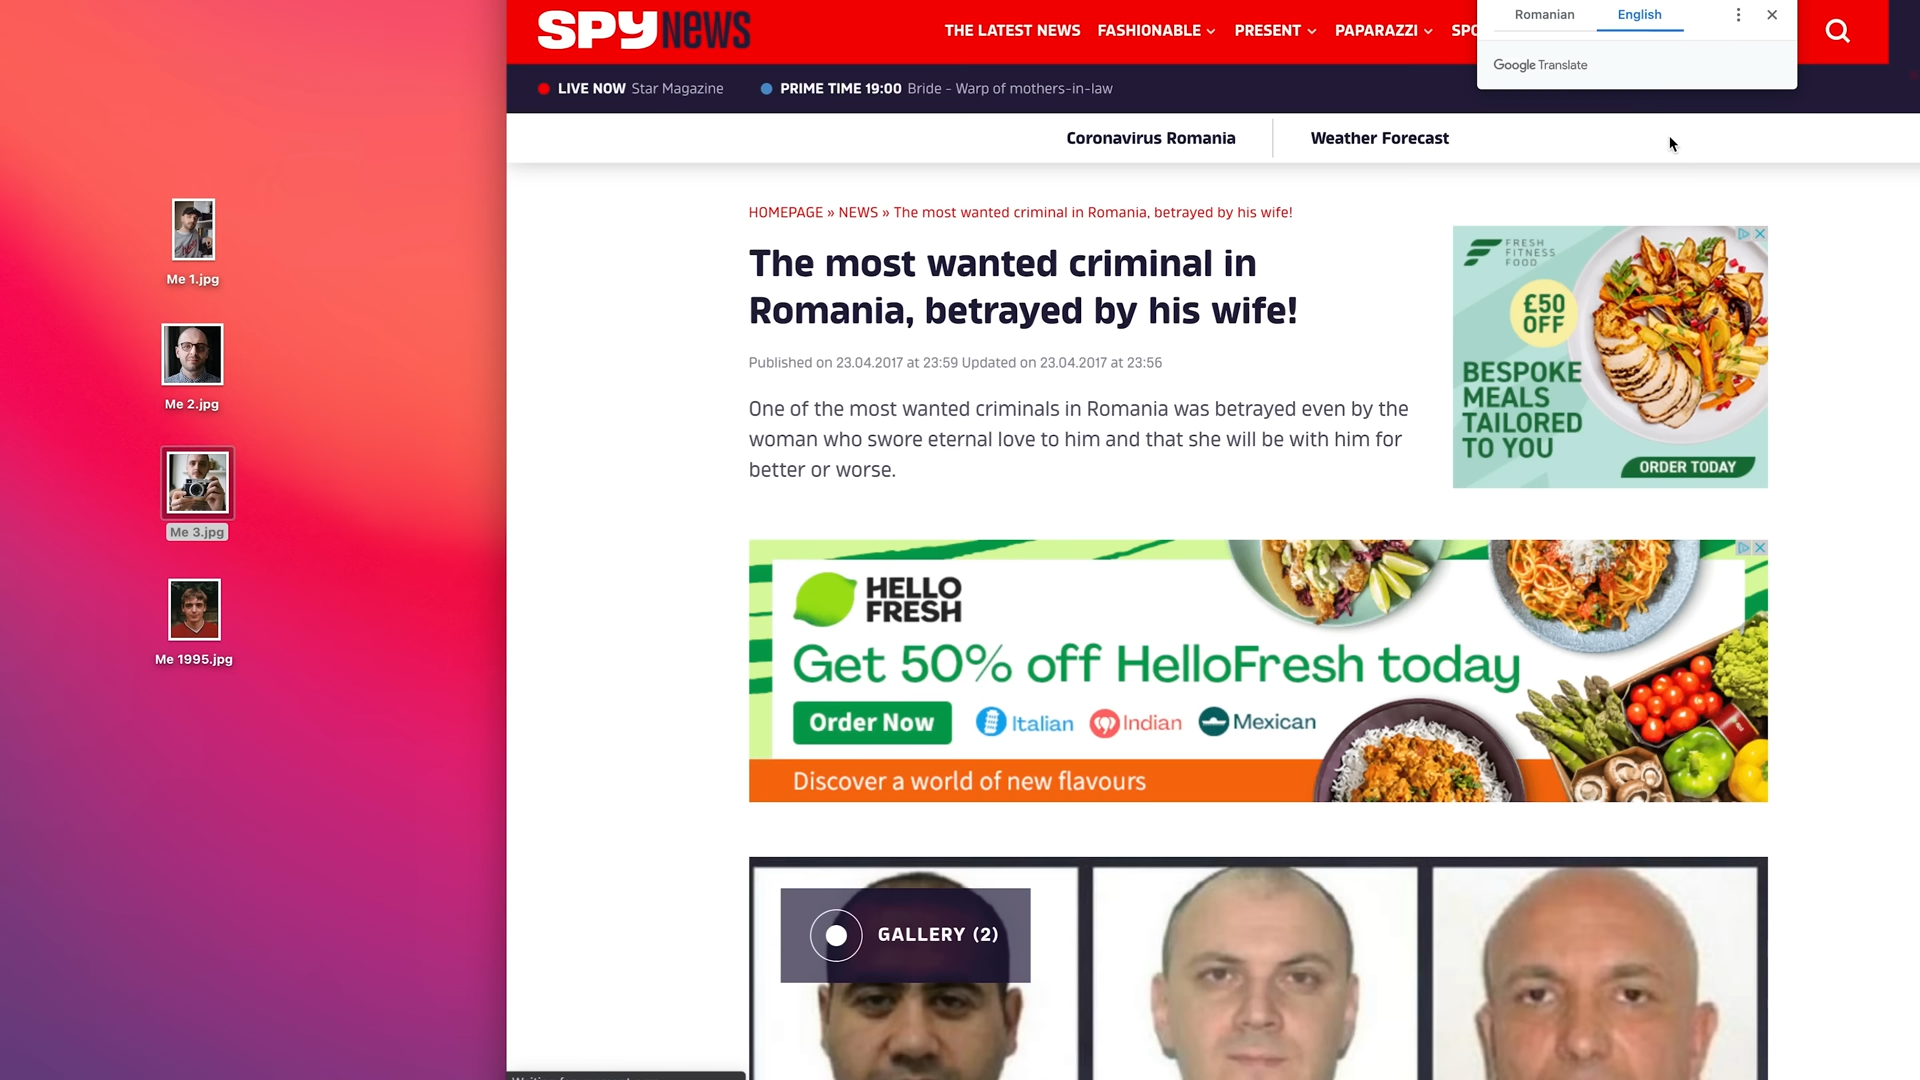 SPYNEWS
THE LATEST NEWS
FASHIONABLE
PRESENT
PAPARAZZI
Romanian
English
Google Translate
LIVE NOW Star Magazine
PRIME TIME 19:00 Bride - Warp of mothers-in-law
Coronavirus Romania
Weather Forecast
Me 1.jpg
Me 2.jpg
Me 3.jpg
Me 1995.jpg
HOMEPAGE » NEWS » The most wanted criminal in Romania, betrayed by his wife!
The most wanted criminal in
Romania, betrayed by his wife!
Published on 23.04.2017 at 23:59 Updated on 23.04.2017 at 23:56
One of the most wanted criminals in Romania was betrayed even by the
woman who swore eternal love to him and that she will be with him for
better or worse.
FRESH
FITNESS
FOOD
£50
OFF
BESPOKE
MEALS
TAILORED
TO YOU
ORDER TODAY
HELLO
FRESH
Get 50% off HelloFresh today
Order Now
Italian
Indian
Mexican
Discover a world of new flavours
GALLERY (2)